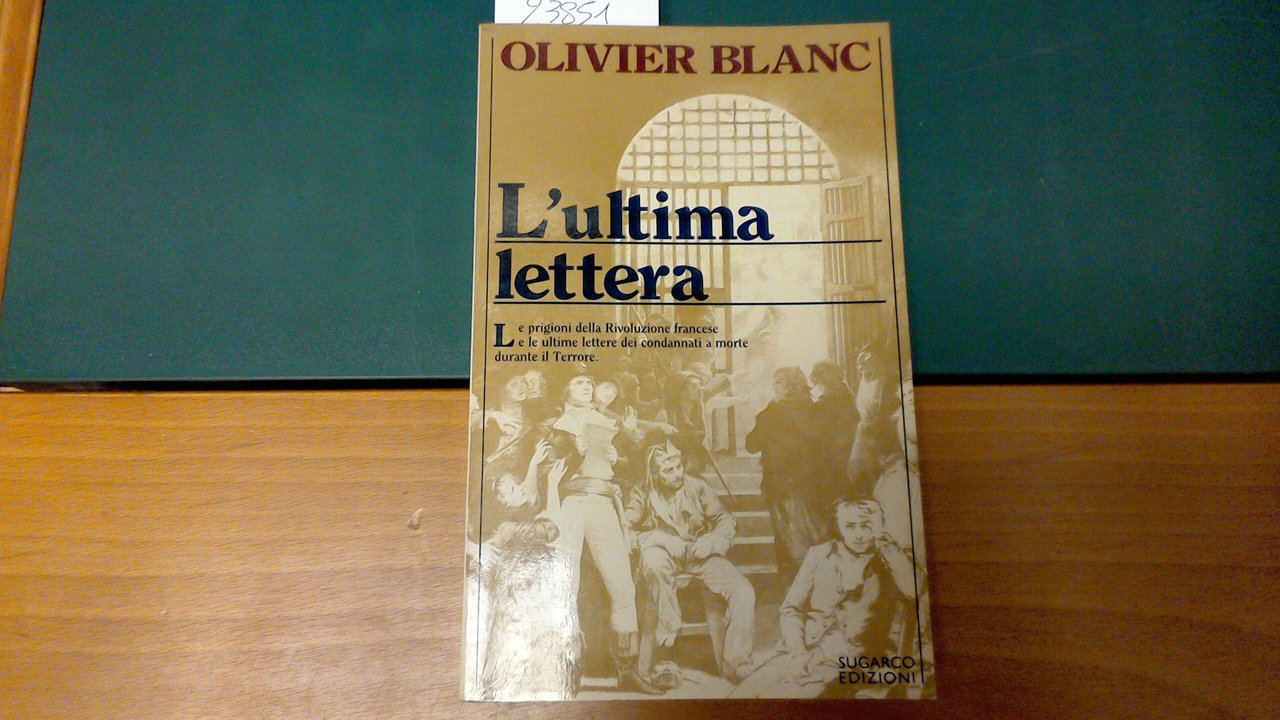 93851
OLIVIER BLANC
L'ultima
lettera
Le prigioni della Rivoluzione francese
e le ultime lettere dei condannati a morte
durante il Terrore.
SUGARCO
EDIZIONI